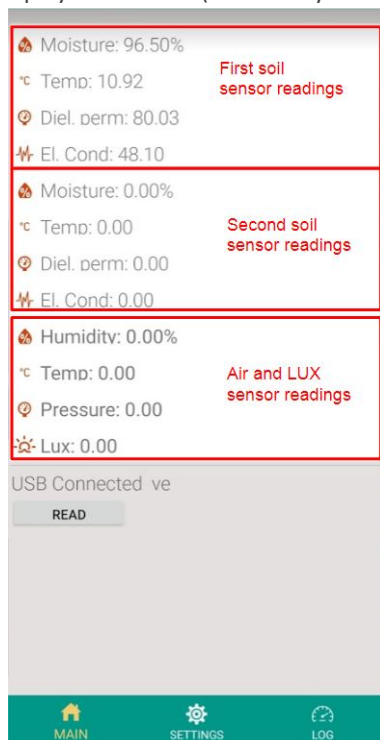 Moisture: 96.50%
°C Temp: 10.92
Diel. perm: 80.03
El. Cond: 48.10
First soil
sensor readings
Moisture: 0.00%
°C Temp: 0.00
Diel. perm: 0.00
El. Cond: 0.00
Second soil
sensor readings
Humidity: 0.00%
°C Temp: 0.00
Pressure: 0.00
Lux: 0.00
Air and LUX
sensor readings
USB Connected ve
READ
MAIN
SETTINGS
LOG